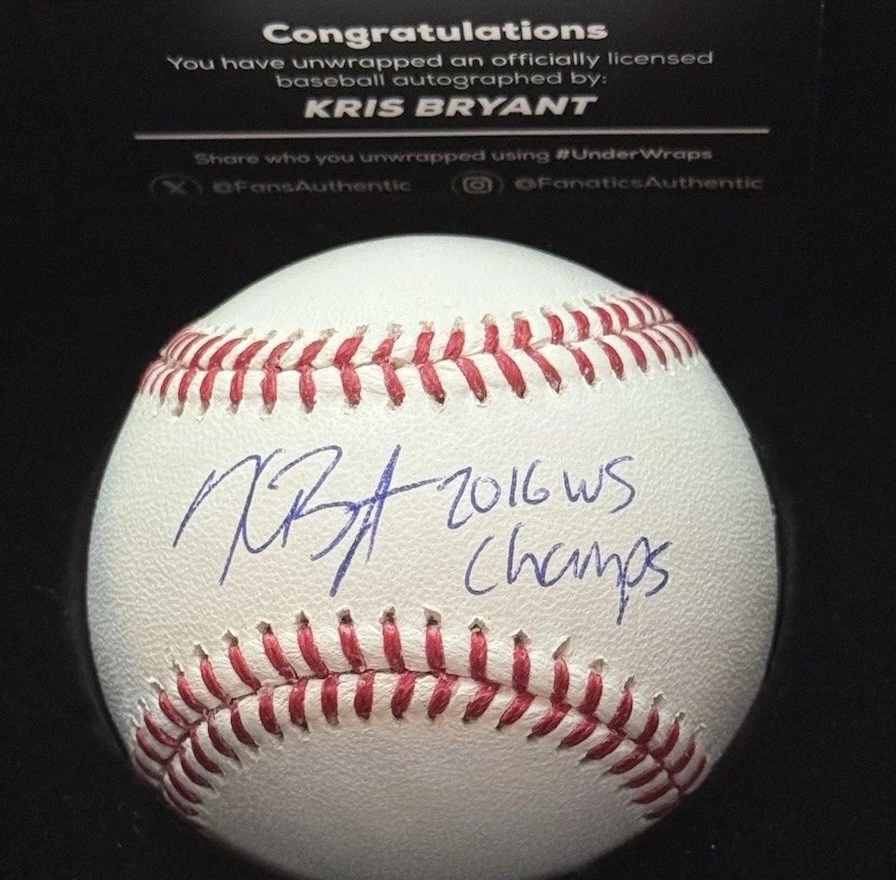 Congratulations
You have unwrapped an officially licensed
baseball autographed by:
KRIS BRYANT
Share who you unwrapped using #UnderWraps
@FansAuthentic @FanaticsAuthentic
K Bryant 2016 WS
Champs